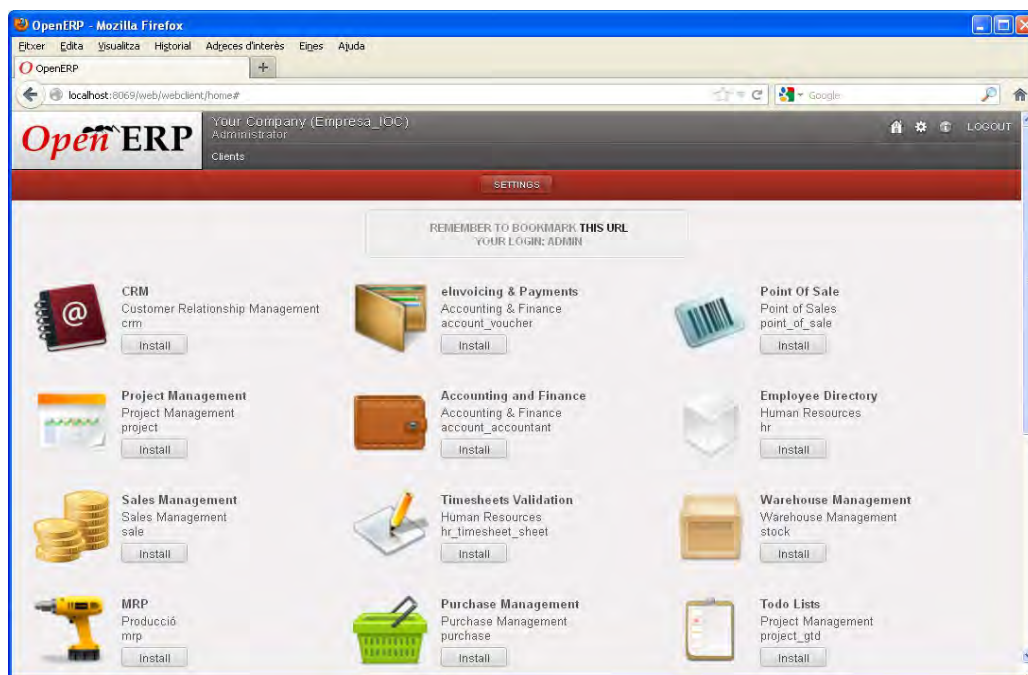 OpenERP - Mozilla Firefox
Fitxer Edita Visualitza Historial Adreces d'interès Eines Ajuda
OpenERP
localhost:8069/web/webclient/home#
Google
Open ERP
Your Company (Empresa_IOC)
Administrator
Clients
LOGOUT
SETTINGS
REMEMBER TO BOOKMARK THIS URL
YOUR LOGIN: ADMIN
CRM
Customer Relationship Management
crm
Install
eInvoicing & Payments
Accounting & Finance
account_voucher
Install
Point Of Sale
Point of Sales
point_of_sale
Install
Project Management
Project Management
project
Install
Accounting and Finance
Accounting & Finance
account_accountant
Install
Employee Directory
Human Resources
hr
Install
Sales Management
Sales Management
sale
Install
Timesheets Validation
Human Resources
hr_timesheet_sheet
Install
Warehouse Management
Warehouse Management
stock
Install
MRP
Producció
mrp
Install
Purchase Management
Purchase Management
purchase
Install
Todo Lists
Project Management
project_gtd
Install